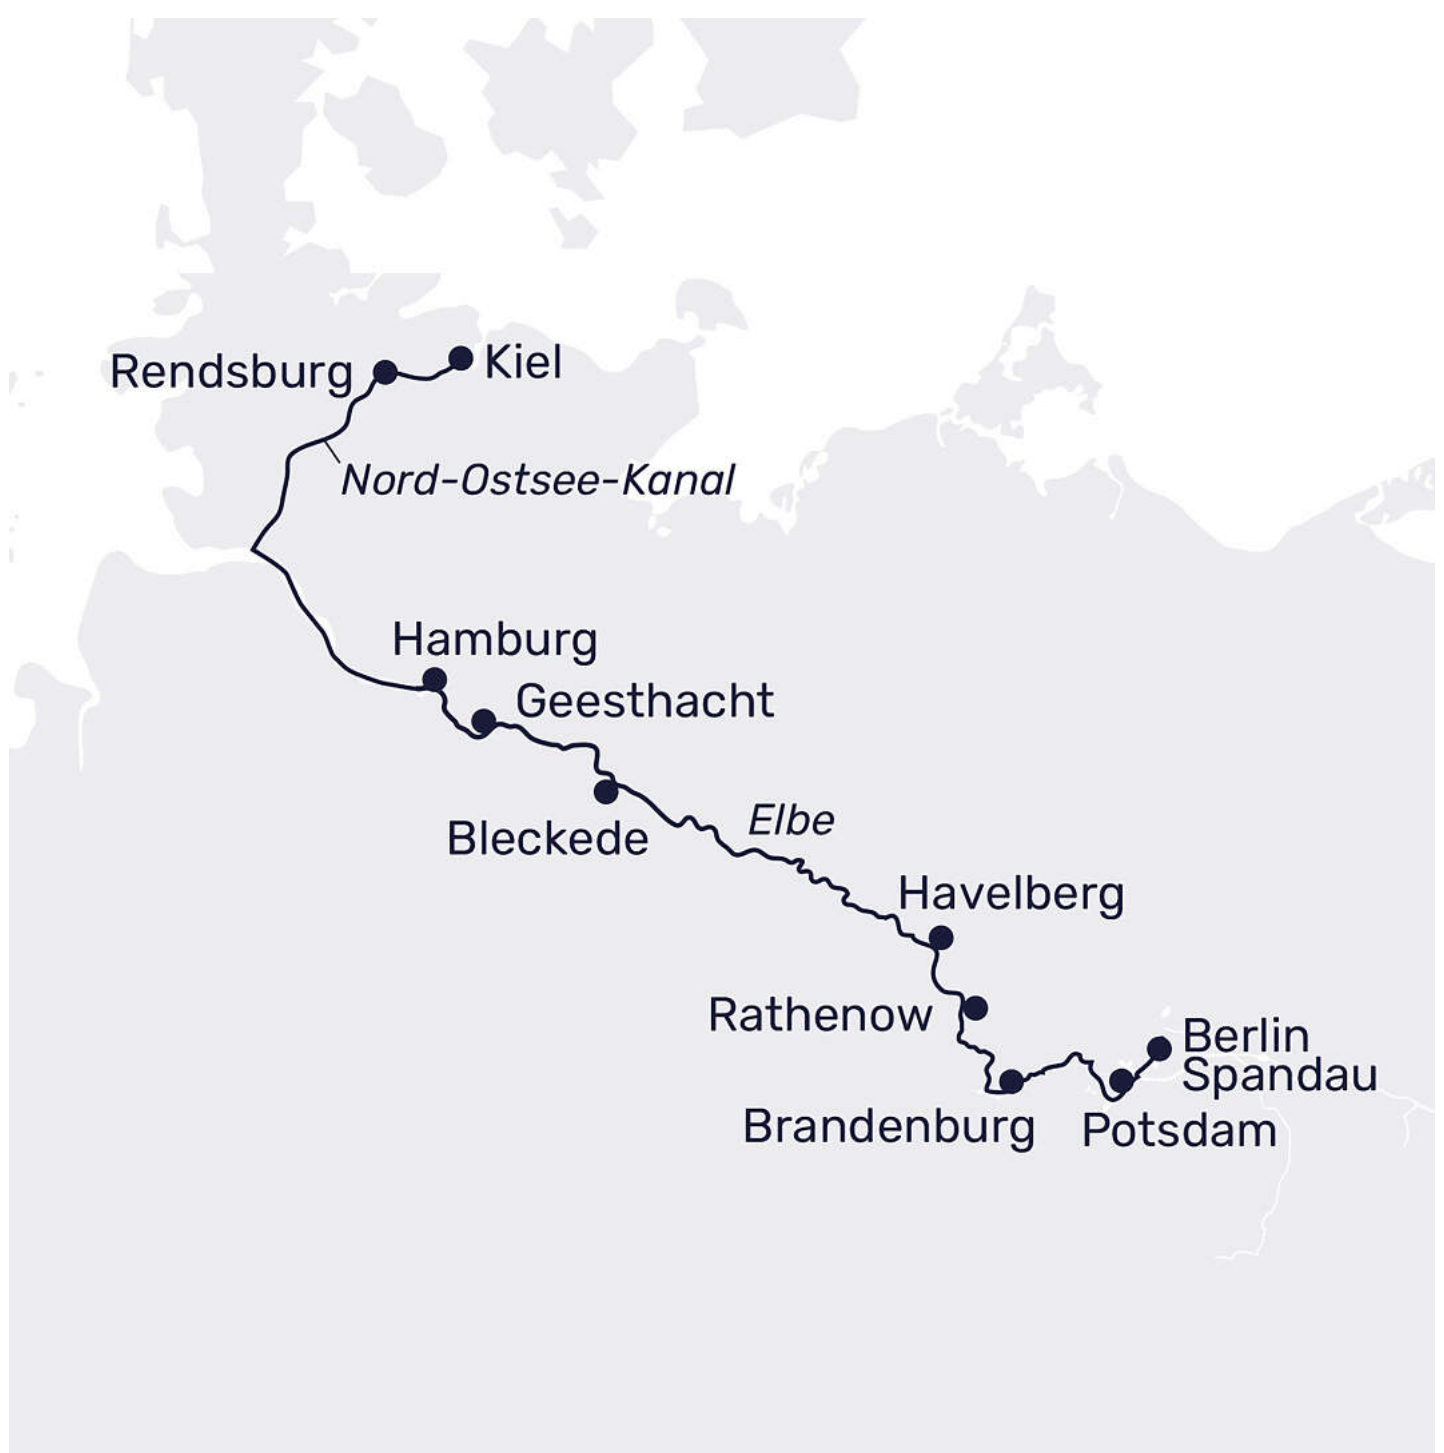 Kiel
Rendsburg
Nord-Ostsee-Kanal
Hamburg
Geesthacht
Bleckede
Elbe
Havelberg
Rathenow
Berlin
Spandau
Brandenburg
Potsdam